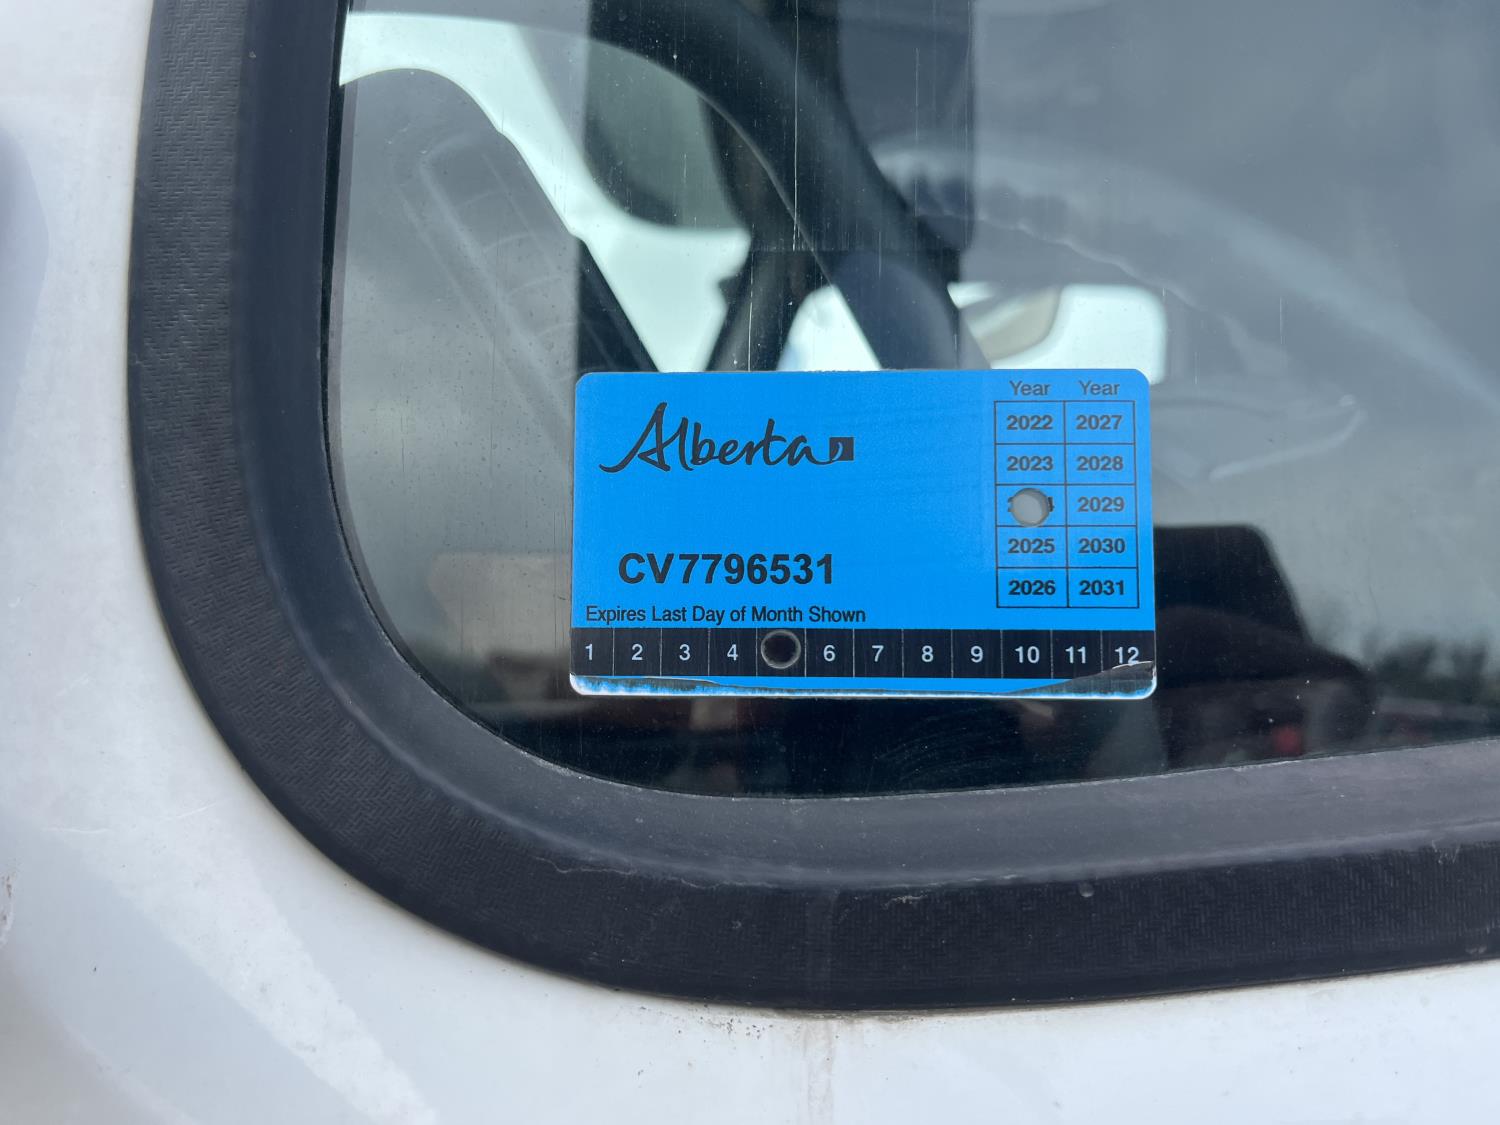 Alberta
Year Year
2022 2027
2023 2028
2029
2025 2030
2026 2031
CV7796531
Expires Last Day of Month Shown
1 2 3 4 6 7 8 9 10 11 12